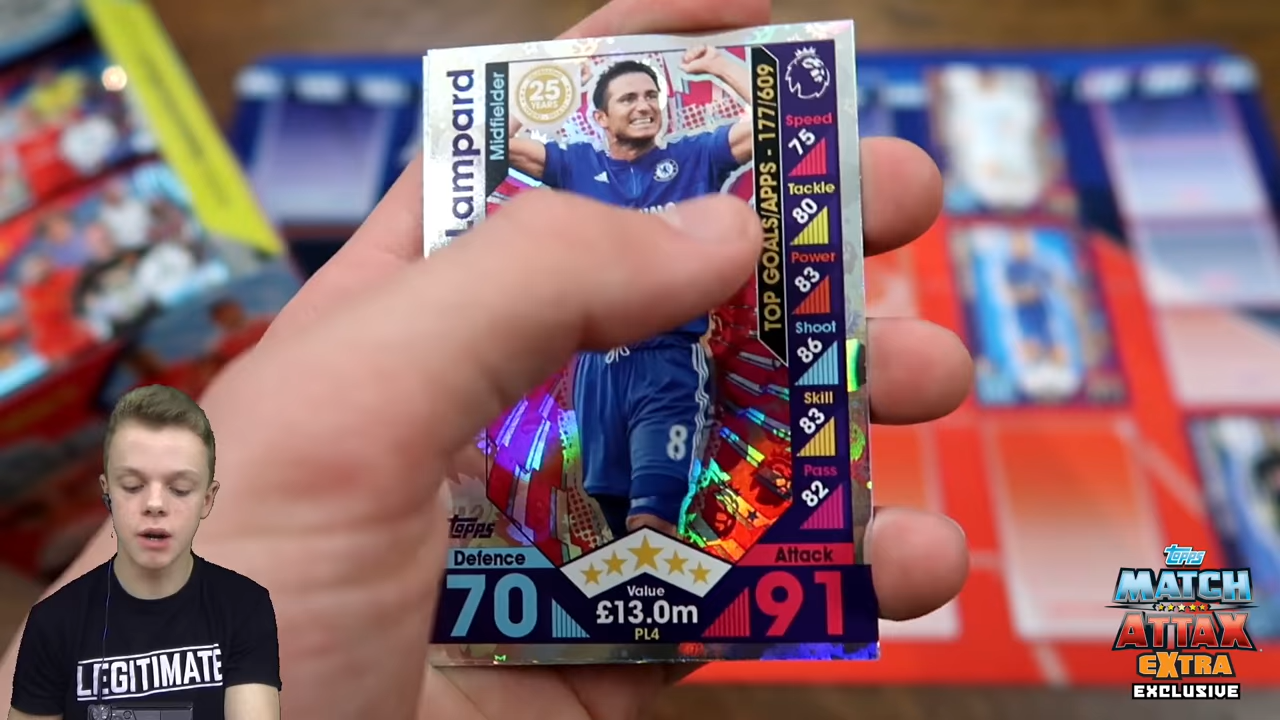 Lampard
Midfielder
25
YEARS
TOP GOALS/APPS - 177/609
Speed
75
Tackle
80
Power
83
Shoot
86
Skill
83
Pass
82
8
Topps
Defence
70
Attack
91
Value
£13.0m
PL4
LEGITIMATE
Topps
MATCH
ATTAX
EXTRA
EXCLUSIVE